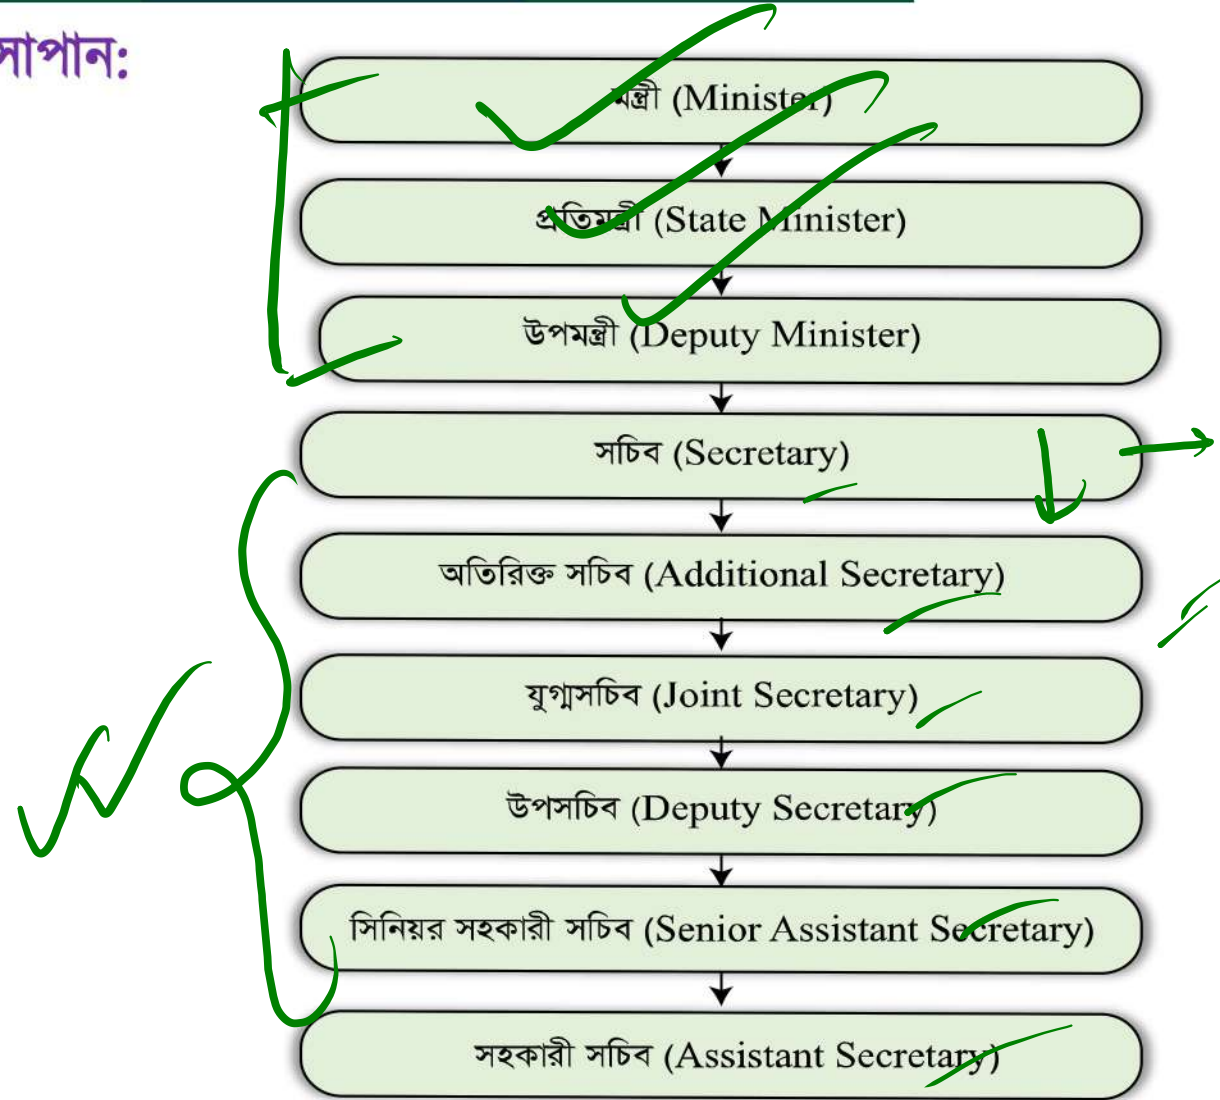 সোপান:
মন্ত্রী (Minister)
প্রতিমন্ত্রী (State Minister)
উপমন্ত্রী (Deputy Minister)
সচিব (Secretary)
অতিরিক্ত সচিব (Additional Secretary)
যুগ্মসচিব (Joint Secretary)
উপসচিব (Deputy Secretary)
সিনিয়র সহকারী সচিব (Senior Assistant Secretary)
সহকারী সচিব (Assistant Secretary)